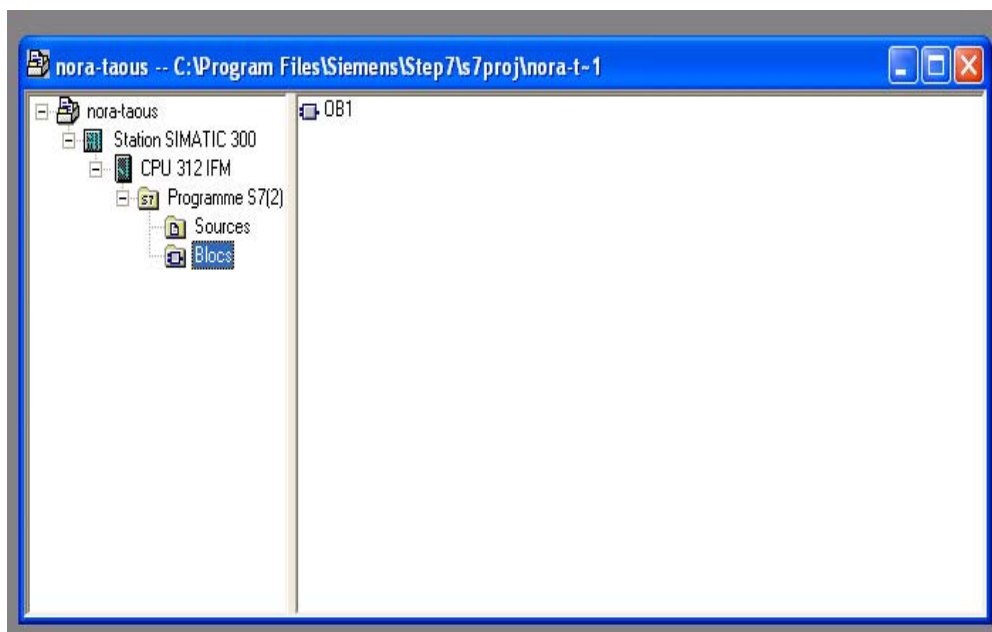 nora-taous -- C:\Program Files\Siemens\Step7\s7proj\nora-t~1
nora-taous
Station SIMATIC 300
CPU 312 IFM
S7 Programme S7(2)
Sources
Blocs
OB1